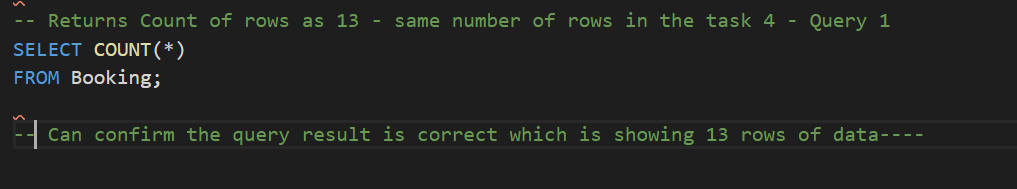 -- Returns Count of rows as 13 - same number of rows in the task 4 - Query 1
SELECT COUNT(*)
FROM Booking;
-- Can confirm the query result is correct which is showing 13 rows of data----